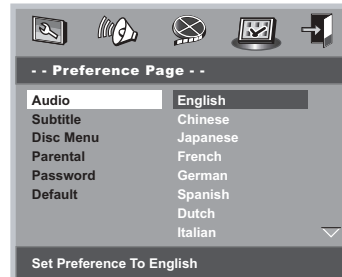 - - Preference Page - -
Audio English
Subtitle Chinese
Disc Menu Japanese
Parental French
Password German
Default Spanish
Dutch
Italian
Set Preference To English